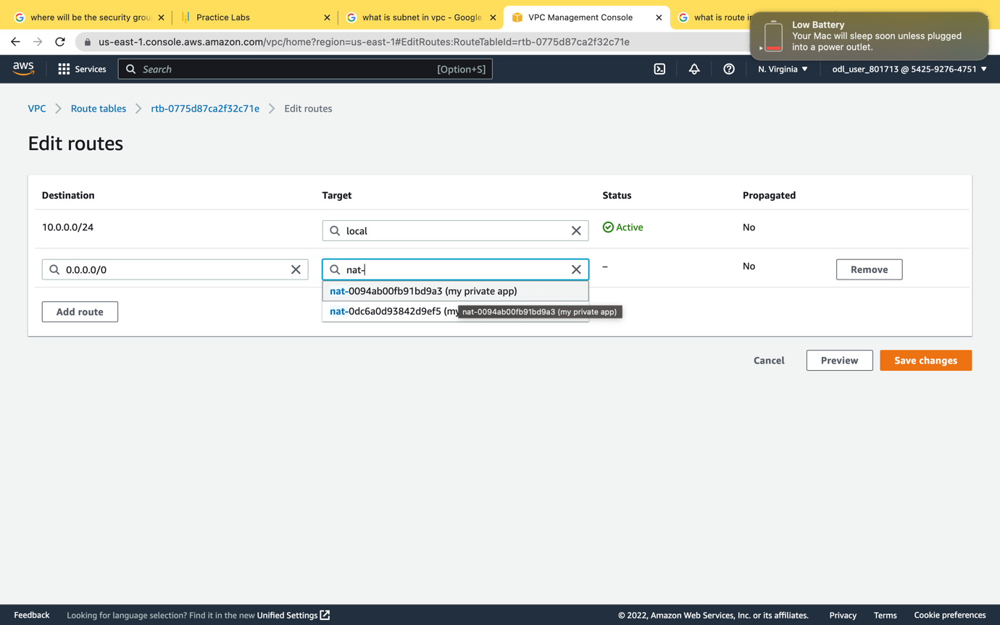 where will be the security grou
Practice Labs
what is subnet in vpc - Google
VPC Management Console
what is route in
Low Battery
Your Mac will sleep soon unless plugged
into a power outlet.
us-east-1.console.aws.amazon.com/vpc/home?region=us-east-1#EditRoutes:RouteTableId=rtb-0775d87ca2f32c71e
aws
Services
Search
[Option+S]
N. Virginia
odl_user_801713 @ 5425-9276-4751
VPC
Route tables
rtb-0775d87ca2f32c71e
Edit routes
Edit routes
Destination
Target
Status
Propagated
10.0.0.0/24
local
Active
No
0.0.0.0/0
nat-
–
No
Remove
nat-0094ab00fb91bd9a3 (my private app)
nat-0dc6a0d93842d9ef5 (my
nat-0094ab00fb91bd9a3 (my private app)
Add route
Cancel
Preview
Save changes
Feedback
Looking for language selection? Find it in the new Unified Settings
© 2022, Amazon Web Services, Inc. or its affiliates.
Privacy
Terms
Cookie preferences